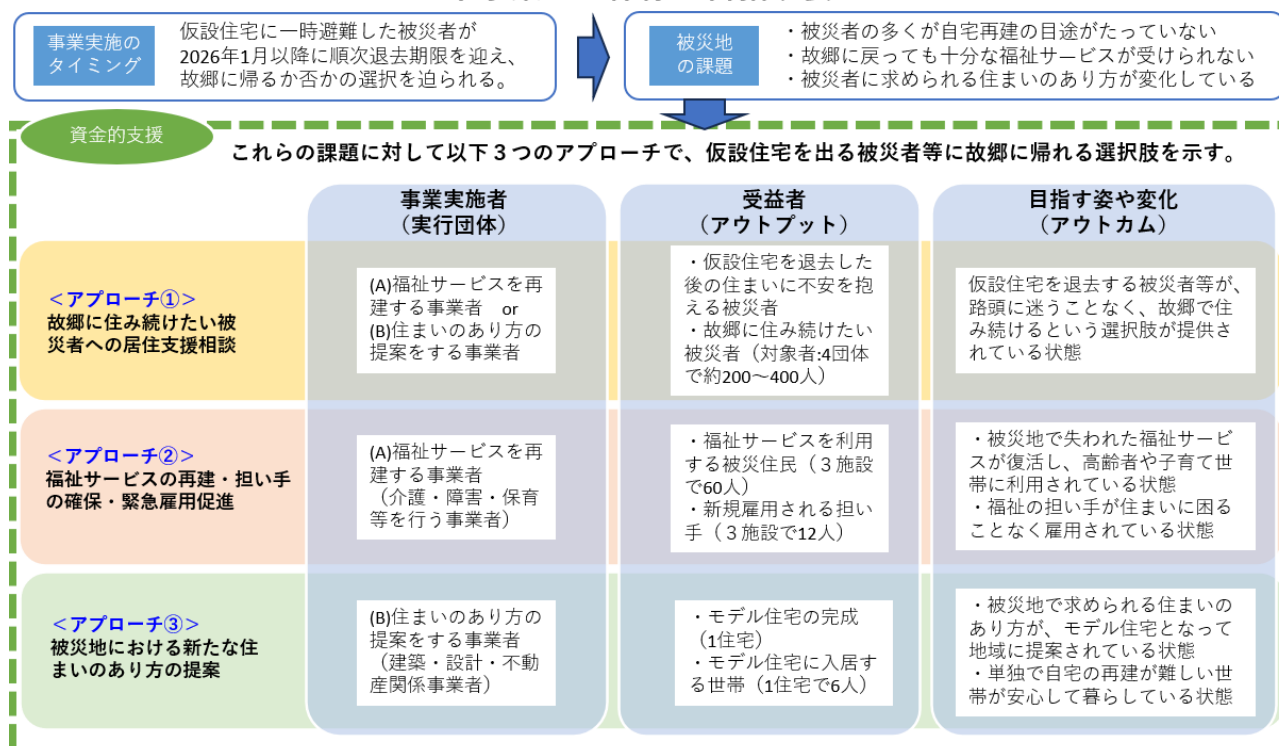 事業実施の
タイミング
仮設住宅に一時避難した被災者が
2026年1月以降に順次退去期限を迎え、
故郷に帰るか否かの選択を迫られる。
被災地
の課題
・被災者の多くが自宅再建の目途がたっていない
・故郷に戻っても十分な福祉サービスが受けられない
・被災者に求められる住まいのあり方が変化している
資金的支援
これらの課題に対して以下３つのアプローチで、仮設住宅を出る被災者等に故郷に帰れる選択肢を示す。
事業実施者
（実行団体）
受益者
（アウトプット）
目指す姿や変化
（アウトカム）
＜アプローチ①＞
故郷に住み続けたい被
災者への居住支援相談
(A)福祉サービスを再
建する事業者　or
(B)住まいのあり方の
提案をする事業者
・仮設住宅を退去した
後の住まいに不安を抱
える被災者
・故郷に住み続けたい
被災者（対象者:4団体
で約200～400人）
仮設住宅を退去する被災者等が、
路頭に迷うことなく、故郷で住
み続けるという選択肢が提供さ
れている状態
＜アプローチ②＞
福祉サービスの再建・担い手
の確保・緊急雇用促進
(A)福祉サービスを再
建する事業者
（介護・障害・保育
等を行う事業者）
・福祉サービスを利用
する被災住民（３施設
で60人）
・新規雇用される担い
手（３施設で12人）
・被災地で失われた福祉サービ
スが復活し、高齢者や子育て世
帯に利用されている状態
・福祉の担い手が住まいに困る
ことなく雇用されている状態
＜アプローチ③＞
被災地における新たな住
まいのあり方の提案
(B)住まいのあり方の
提案をする事業者
（建築・設計・不動
産関係事業者）
・モデル住宅の完成
（1住宅）
・モデル住宅に入居す
る世帯（1住宅で6人）
・被災地で求められる住まいの
あり方が、モデル住宅となって
地域に提案されている状態
・単独で自宅の再建が難しい世
帯が安心して暮らしている状態